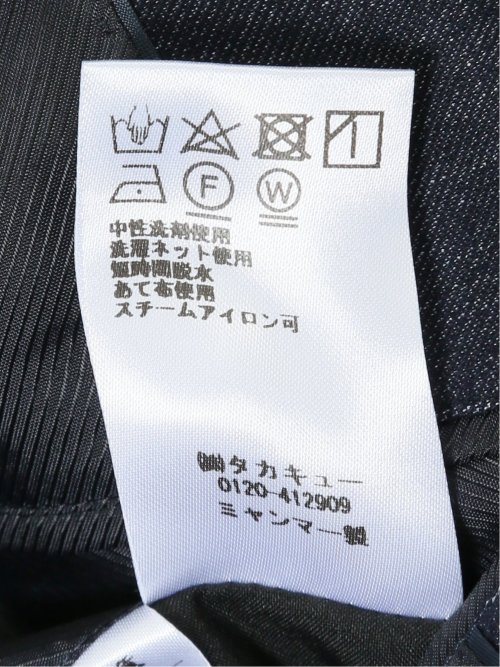 F W
中性洗剤使用
洗濯ネット使用
短時間脱水
あて布使用
スチームアイロン可
㈱タカキュー
0120-412909
ミャンマー製